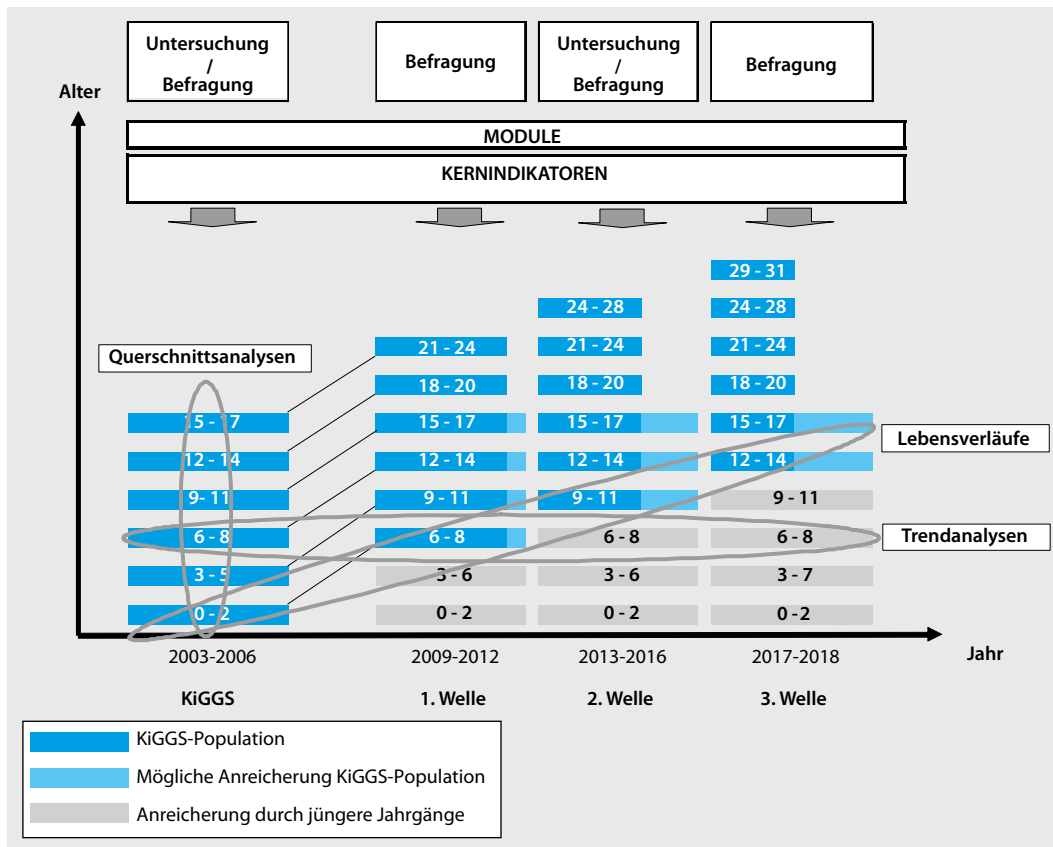 Untersuchung
/
Befragung
Befragung
Untersuchung
/
Befragung
Befragung
Alter
MODULE
KERNINDIKATOREN
29 - 31
24 - 28
24 - 28
21 - 24
21 - 24
21 - 24
Querschnittsanalysen
18 - 20
18 - 20
18 - 20
15 - 17
15 - 17
15 - 17
15 - 17
Lebensverläufe
12 - 14
12 - 14
12 - 14
12 - 14
9- 11
9 - 11
9 - 11
9 - 11
6 - 8
6 - 8
6 - 8
6 - 8
Trendanalysen
3 - 5
3 - 6
3 - 6
3 - 7
0 - 2
0 - 2
0 - 2
0 - 2
Jahr
2003-2006
2009-2012
2013-2016
2017-2018
KiGGS
1. Welle
2. Welle
3. Welle
KiGGS-Population
Mögliche Anreicherung KiGGS-Population
Anreicherung durch jüngere Jahrgänge